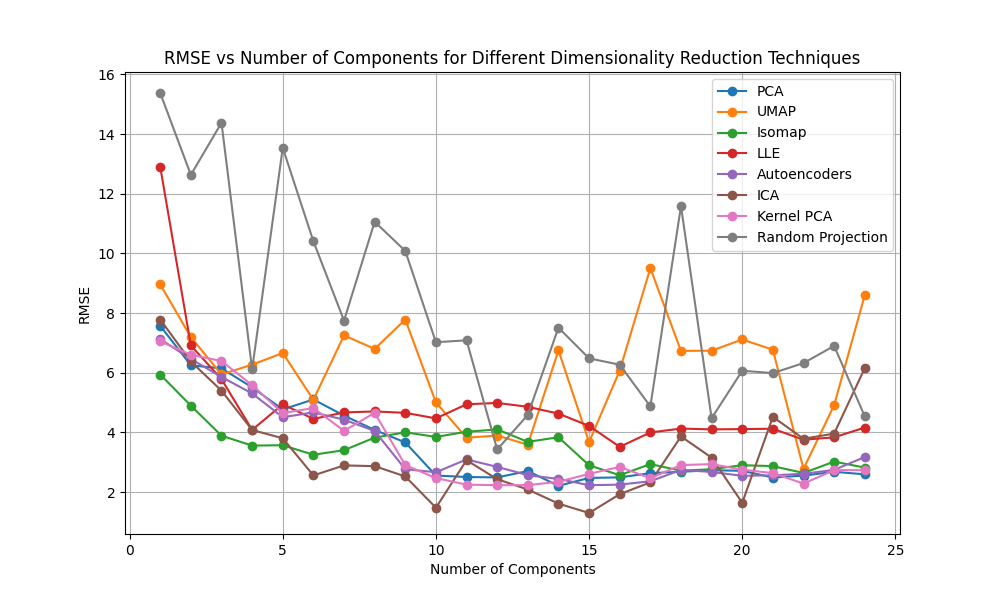 RMSE vs Number of Components for Different Dimensionality Reduction Techniques
16
14
12
10
8
6
4
2
RMSE
PCA
UMAP
Isomap
LLE
Autoencoders
ICA
Kernel PCA
Random Projection
0 5 10 15 20 25
Number of Components